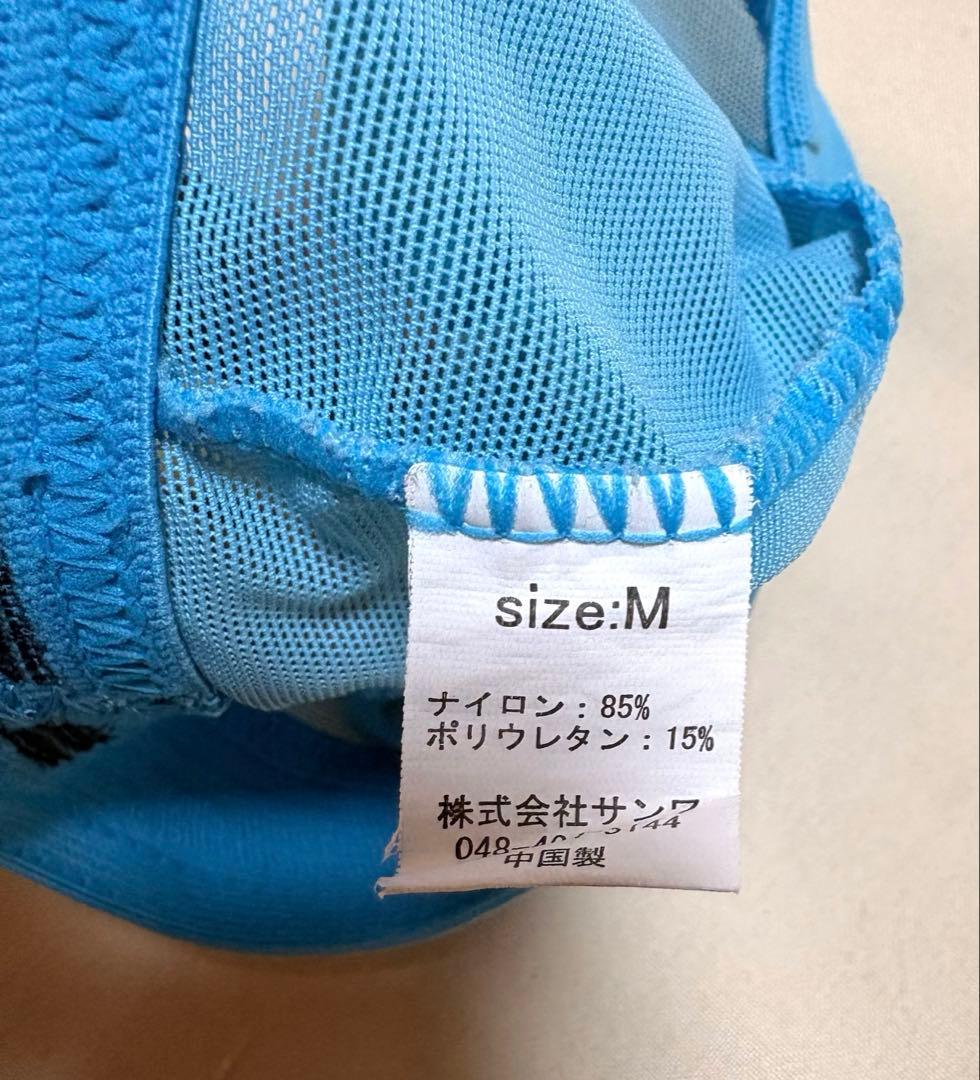 size:M
ナイロン : 85%
ポリウレタン : 15%
株式会社サンワ
048-
中国製